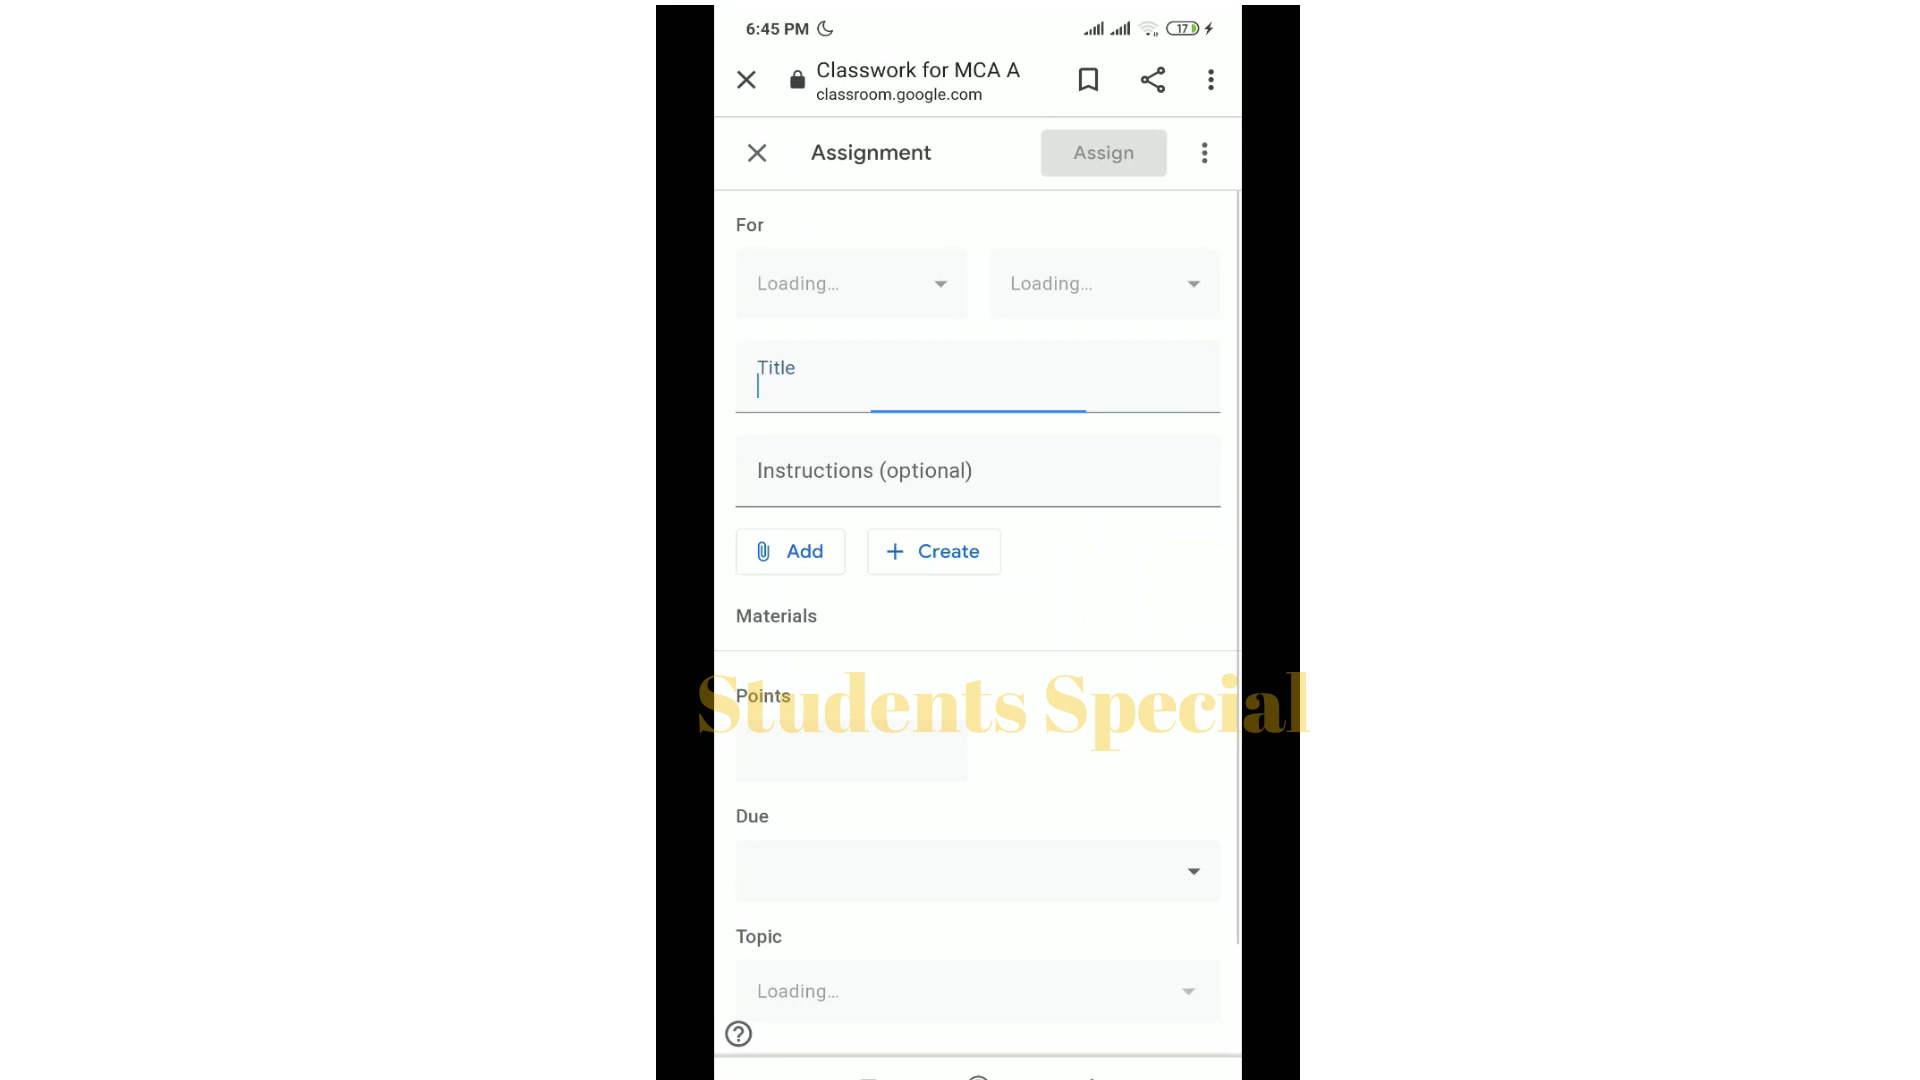 6:45 PM
17
Classwork for MCA A
classroom.google.com
Assignment
Assign
For
Loading...
Loading...
Title
Instructions (optional)
Add
Create
Materials
Points
Students Special
Due
Topic
Loading...